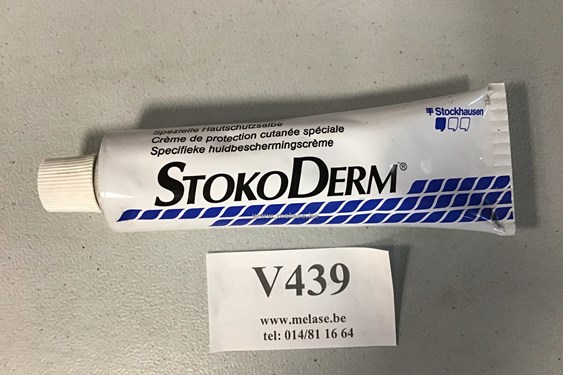 Spezielle Hautschutzsalbe
Crème de protection cutanée spéciale
Specifieke huidbeschermingscrème
Stockhausen
STOKODERM®
V439
www.melase.be
tel: 014/81 16 64